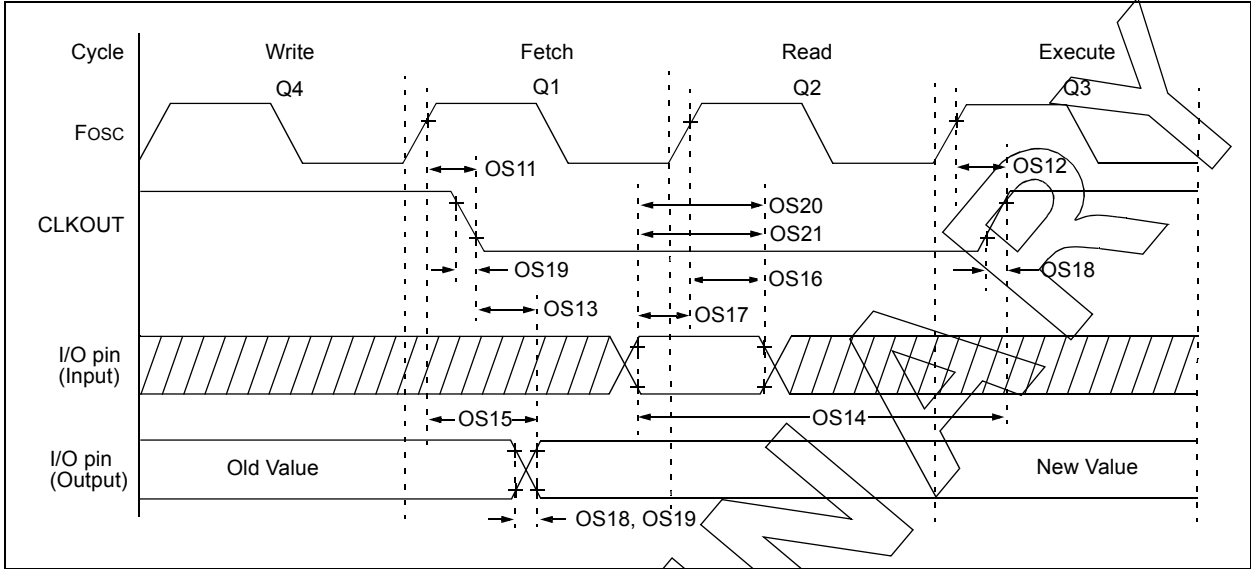 Cycle Write Fetch Read Execute
Q4 Q1 Q2 Q3
FOSC
OS11 OS12
CLKOUT
OS20
OS21
OS19 OS16 OS18
OS13 OS17
I/O pin
(Input)
OS15 OS14
I/O pin
(Output)
Old Value New Value
OS18, OS19